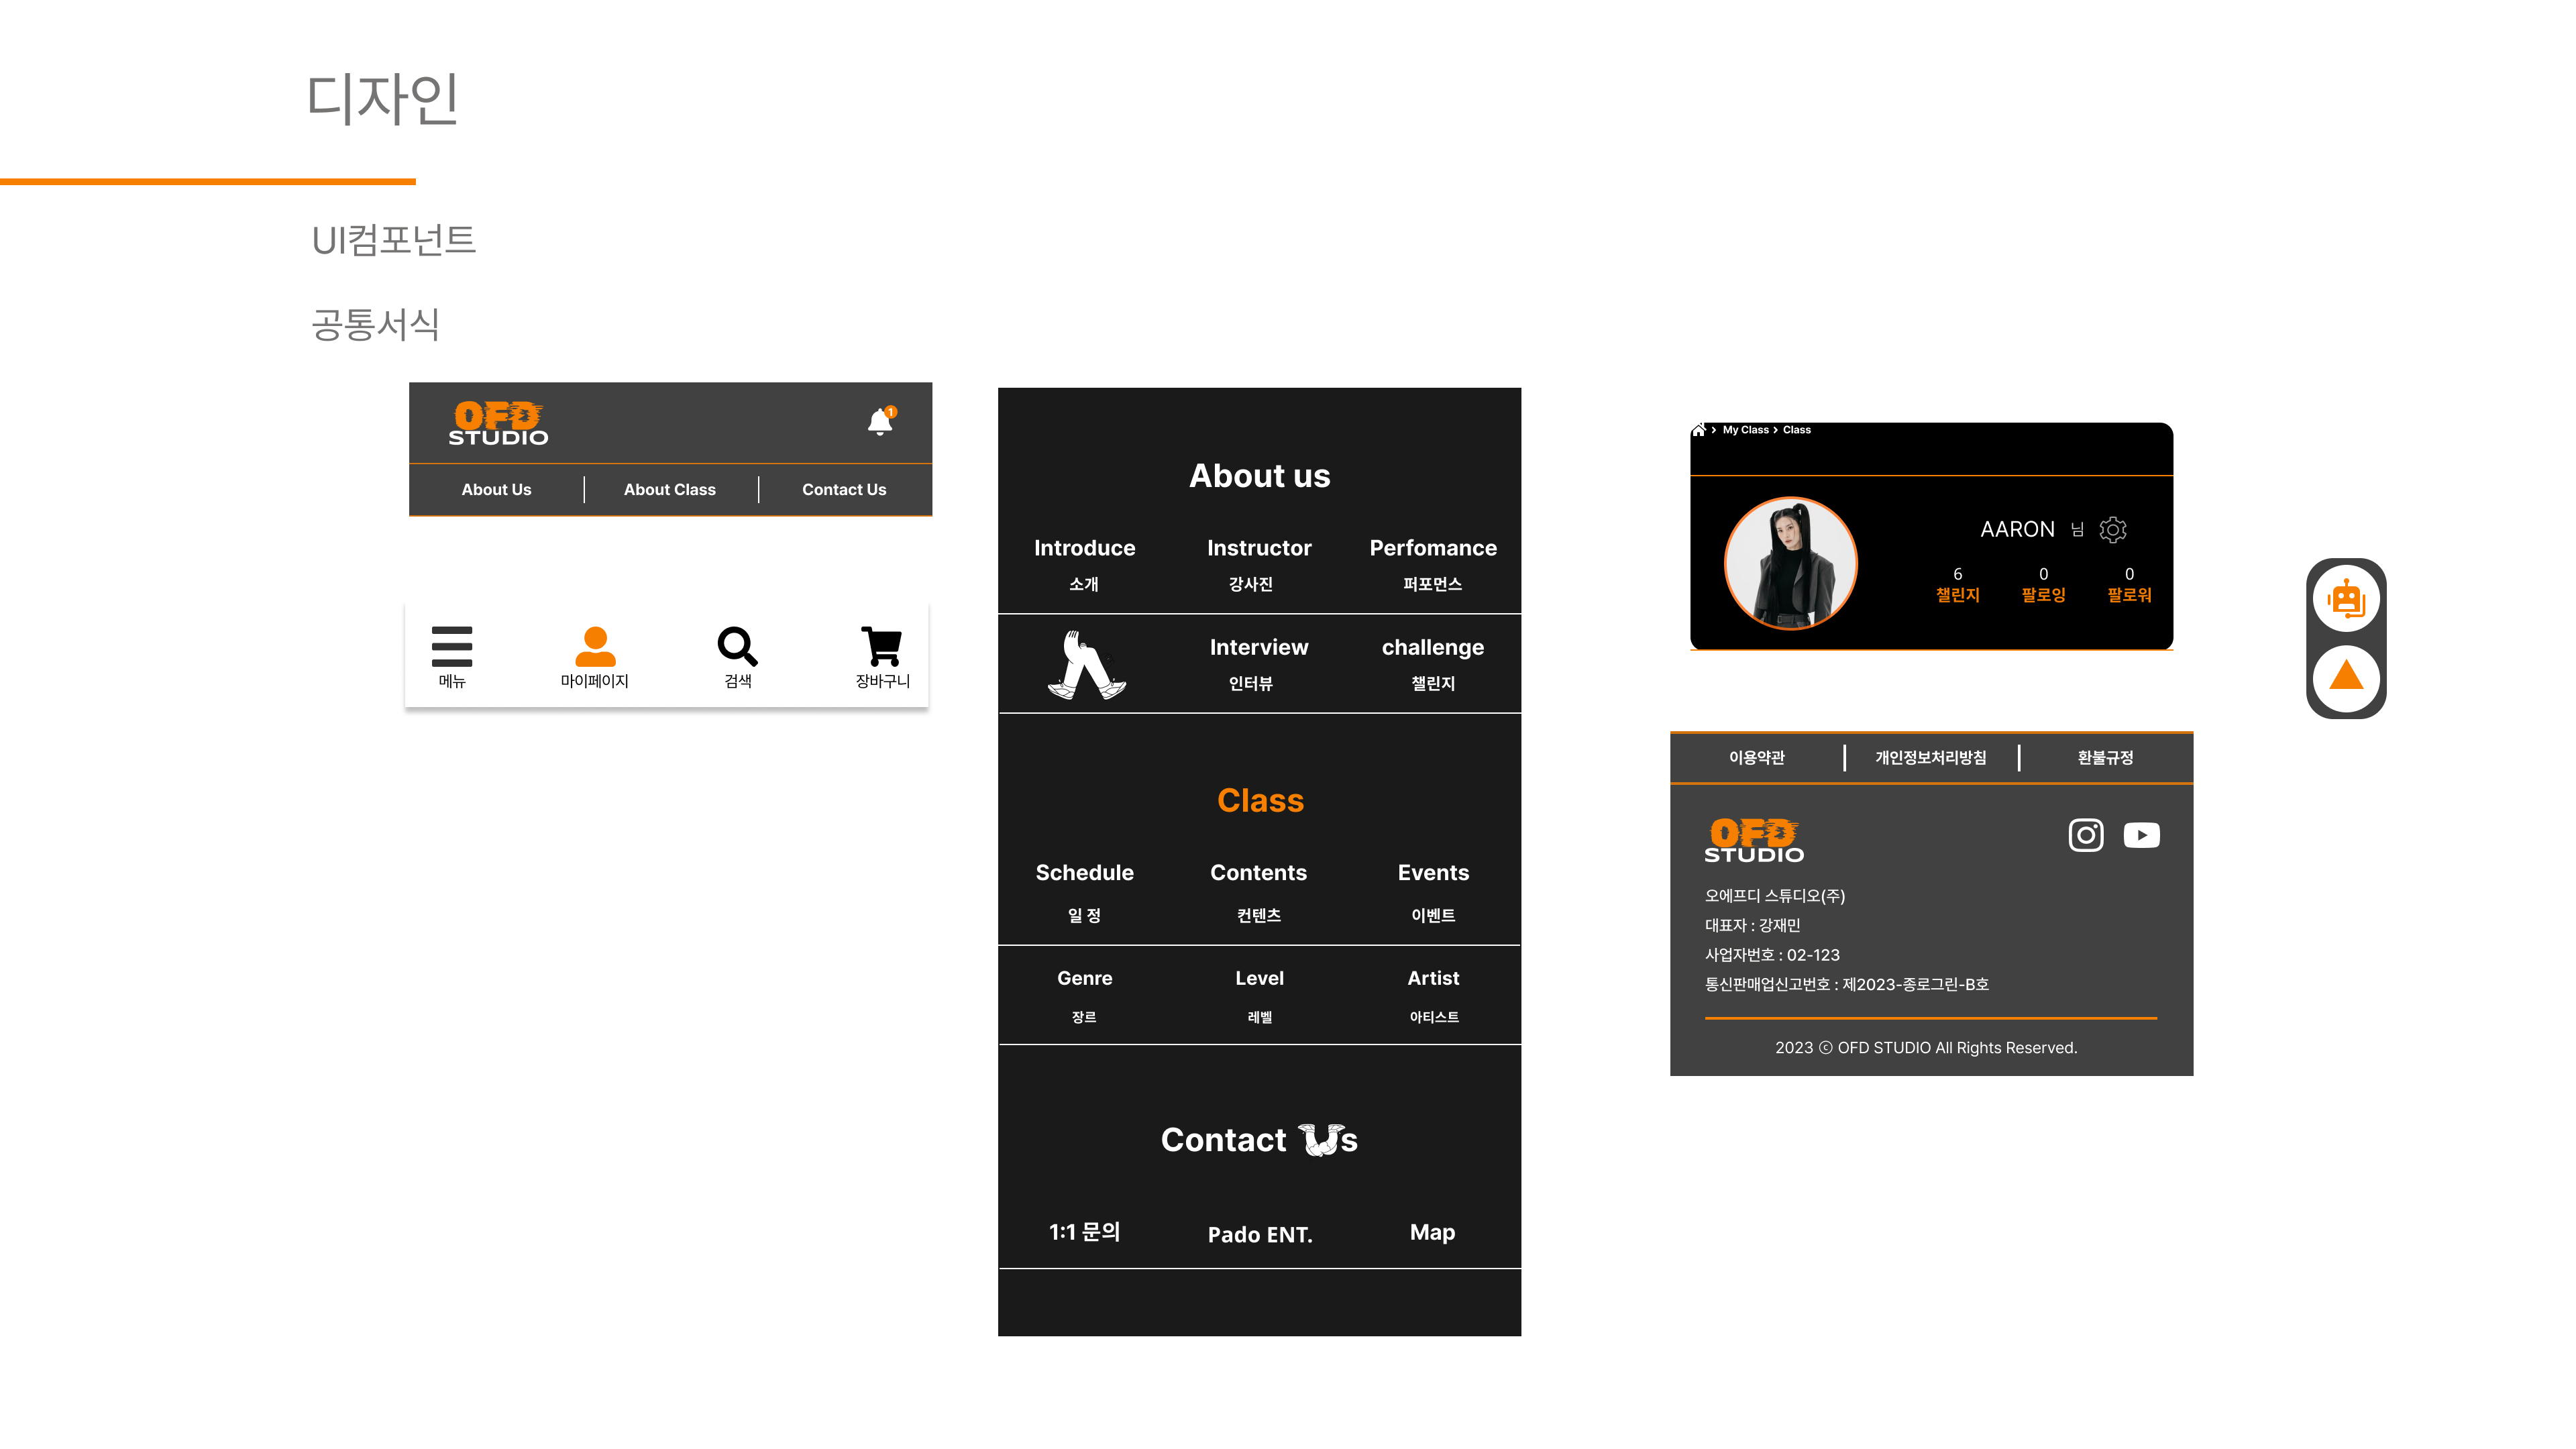 디자인
UI컴포넌트
공통서식
OFD
STUDIO
1
About Us
About Class
Contact Us
메뉴
마이페이지
검색
장바구니
About us
Introduce
Instructor
Perfomance
소개
강사진
퍼포먼스
Interview
challenge
인터뷰
챌린지
Class
Schedule
Contents
Events
일 정
컨텐츠
이벤트
Genre
Level
Artist
장르
레벨
아티스트
Contact Us
1:1 문의
Pado ENT.
Map
My Class > Class
AARON 님
6
0
0
챌린지
팔로잉
팔로워
이용약관
개인정보처리방침
환불규정
OFD
STUDIO
오에프디 스튜디오(주)
대표자 : 강재민
사업자번호 : 02-123
통신판매업신고번호 : 제2023-종로그린-B호
2023 ⓒ OFD STUDIO All Rights Reserved.